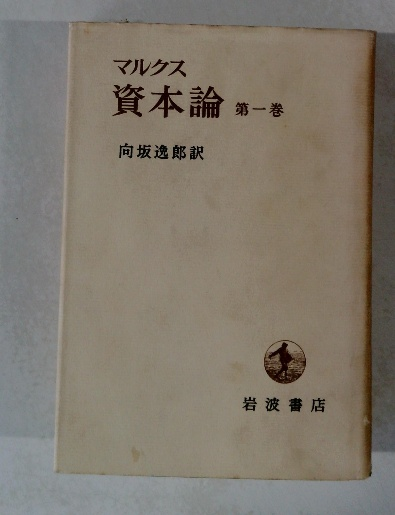 マルクス
資本論 第一巻
向坂逸郎訳
岩波書店